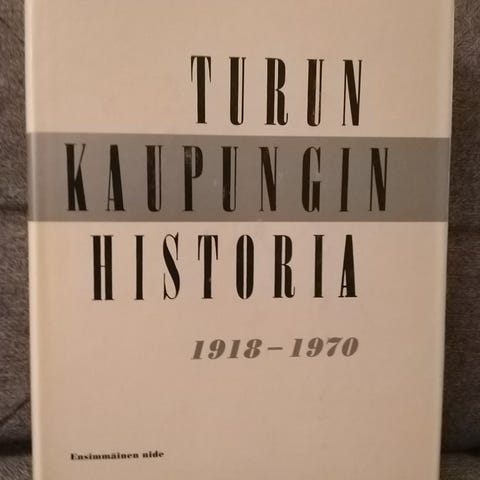 TURUN
KAUPUNGIN
HISTORIA
1918 – 1970
Ensimmäinen nide